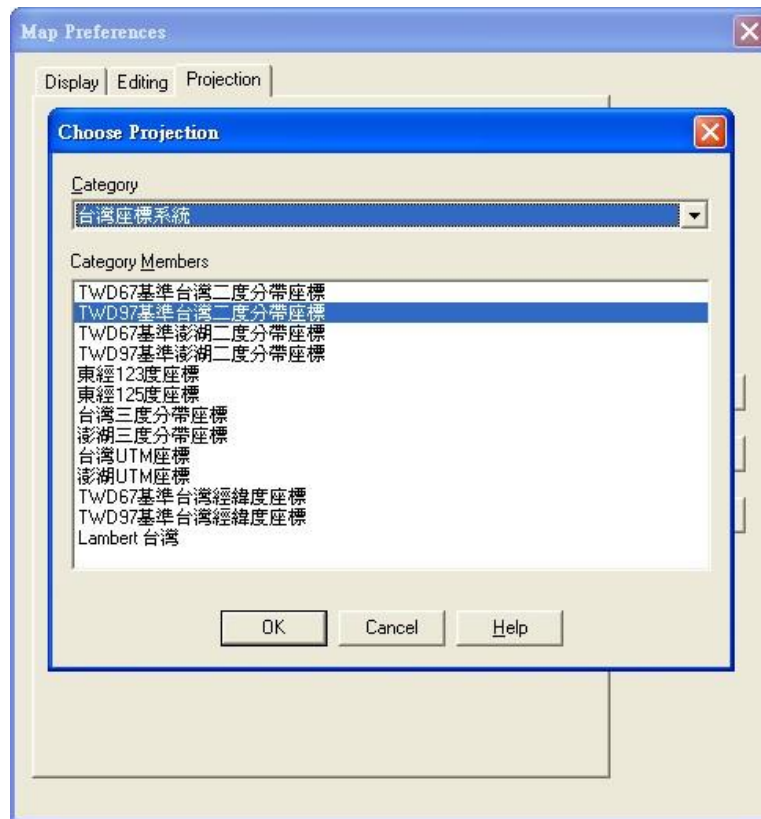 Map Preferences
Display Editing Projection
Choose Projection
Category
台灣座標系統
Category Members
TWD67基準台灣二度分帶座標
TWD97基準台灣二度分帶座標
TWD67基準澎湖二度分帶座標
TWD97基準澎湖二度分帶座標
東經123度座標
東經125度座標
台灣三度分帶座標
澎湖三度分帶座標
台灣UTM座標
澎湖UTM座標
TWD67基準台灣經緯度座標
TWD97基準台灣經緯度座標
Lambert 台灣
OK Cancel Help